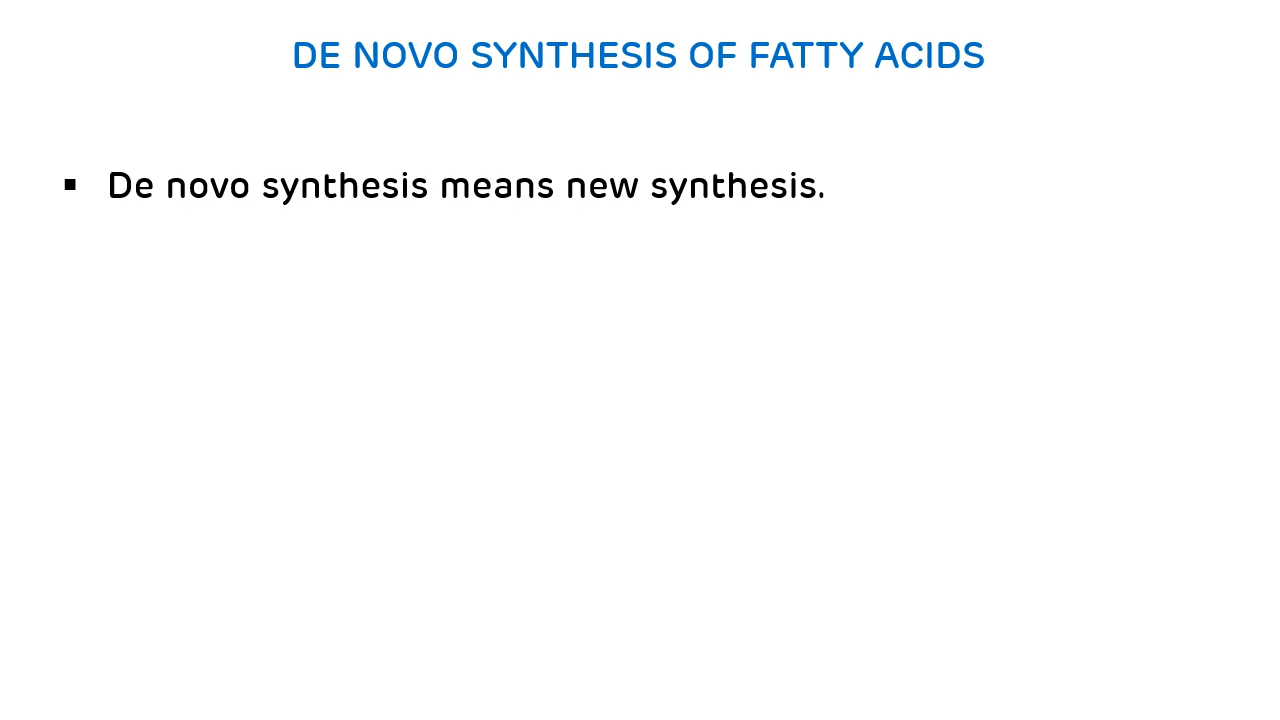 DE NOVO SYNTHESIS OF FATTY ACIDS
▪ De novo synthesis means new synthesis.